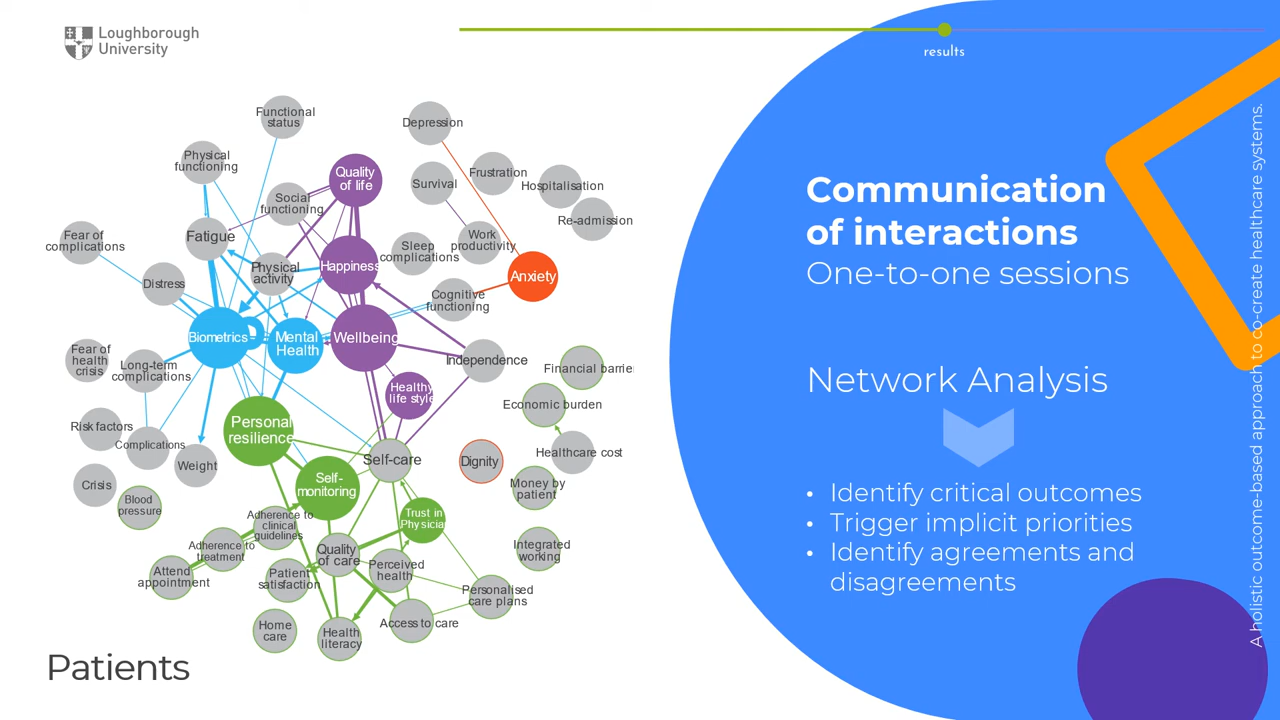 Loughborough
University
results
Functional
status
Depression
Physical
functioning
Quality
of life
Frustration
Survival
Hospitalisation
Social
functioning
Re-admission
Fear of
complications
Fatigue
Work
productivity
Sleep
complications
Happiness
Physical
activity
Anxiety
Distress
Cognitive
functioning
Biometrics
Mental
Health
Wellbeing
Fear of
health
crisis
Long-term
complications
Independence
Financial barrie
Healthy
life style
Economic burden
Risk factors
Personal
resilience
Complications
Healthcare cost
Weight
Self-care
Dignity
Crisis
Self-
monitoring
Money by
patient
Blood
pressure
Trust in
Physicia
Adherence to
clinical
guidelines
Adherence to
treatment
Quality
of care
Integrated
working
Attend
appointment
Patient
satisfaction
Perceived
health
Personalised
care plans
Home
care
Health
literacy
Access to care
Patients
Communication
of interactions
One-to-one sessions
Network Analysis
• Identify critical outcomes
• Trigger implicit priorities
• Identify agreements and
disagreements
A holistic outcome-based approach to co-create healthcare systems.